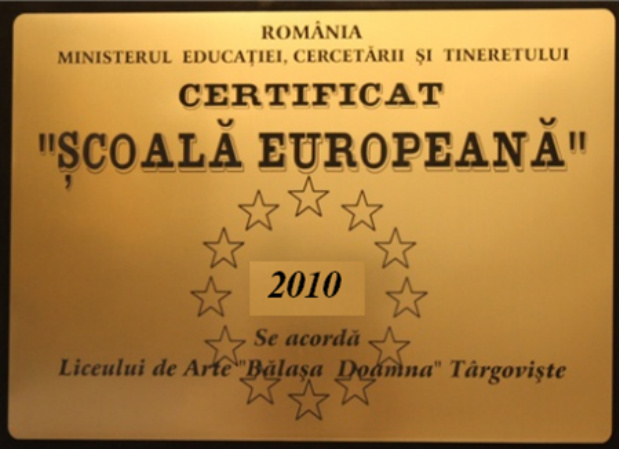 ROMÂNIA
MINISTERUL EDUCAȚIEI, CERCETĂRII ȘI TINERETULUI
CERTIFICAT
"ȘCOALĂ EUROPEANĂ"
2010
Se acordă
Liceului de Arte "Bălașa Doamna" Târgoviște